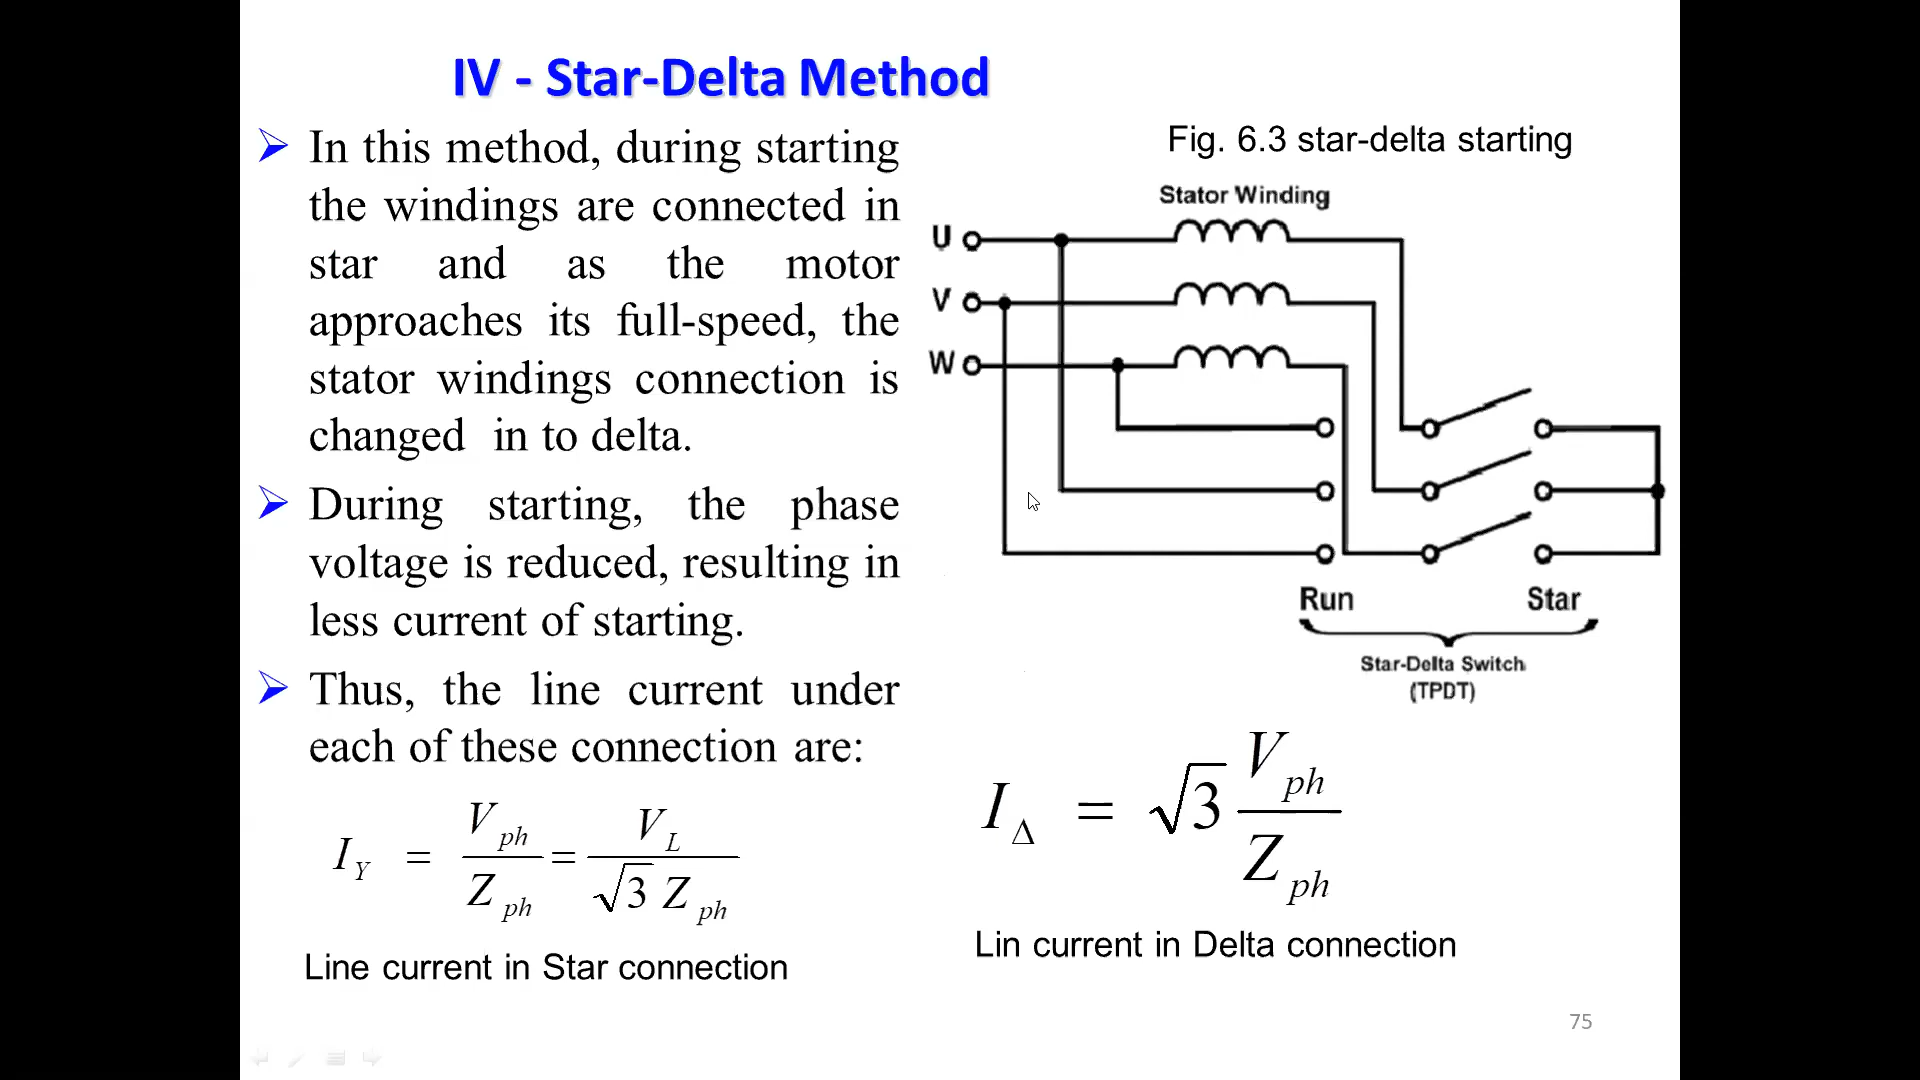 IV - Star-Delta Method
In this method, during starting
the windings are connected in
star and as the motor
approaches its full-speed, the
stator windings connection is
changed in to delta.
During starting, the phase
voltage is reduced, resulting in
less current of starting.
Thus, the line current under
each of these connection are:
I_Y = V_ph / Z_ph = V_L / √3 Z_ph
Line current in Star connection
Fig. 6.3 star-delta starting
Stator Winding
U
V
W
Run Star
Star-Delta Switch
(TPDT)
I_Δ = √3 V_ph / Z_ph
Lin current in Delta connection
75